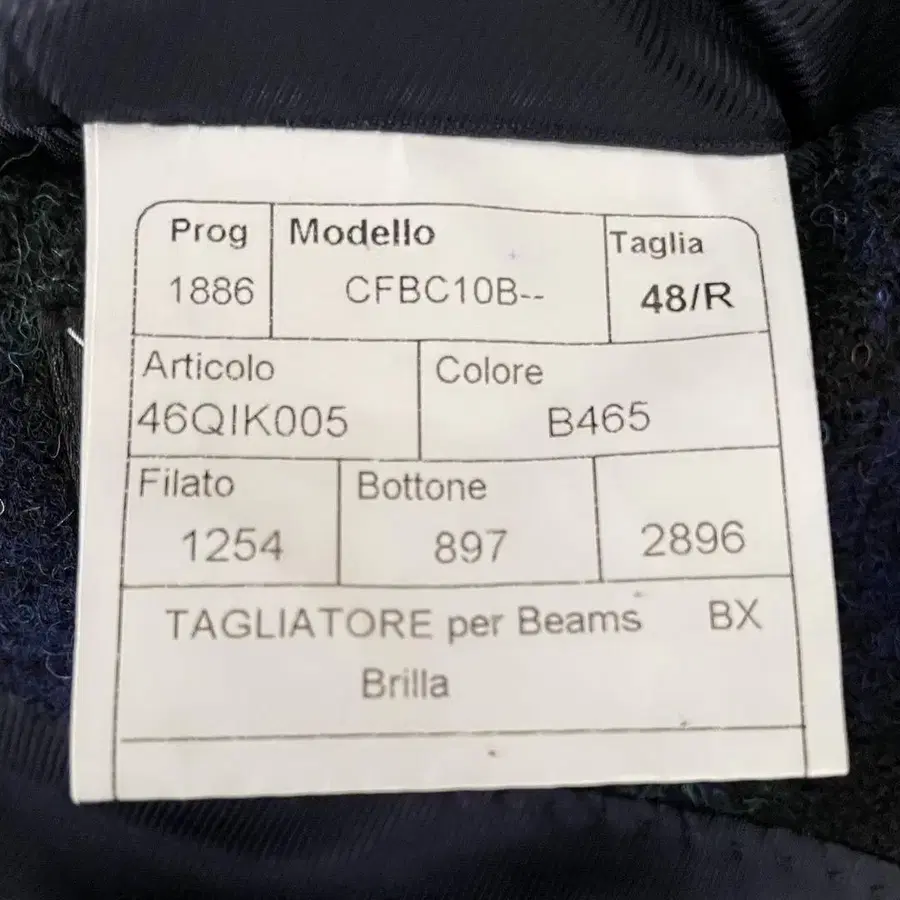 Prog Modello Taglia
1886 CFBC10B-- 48/R
Articolo Colore
46QIK005 B465
Filato Bottone
1254 897 2896
TAGLIATORE per Beams BX
Brilla